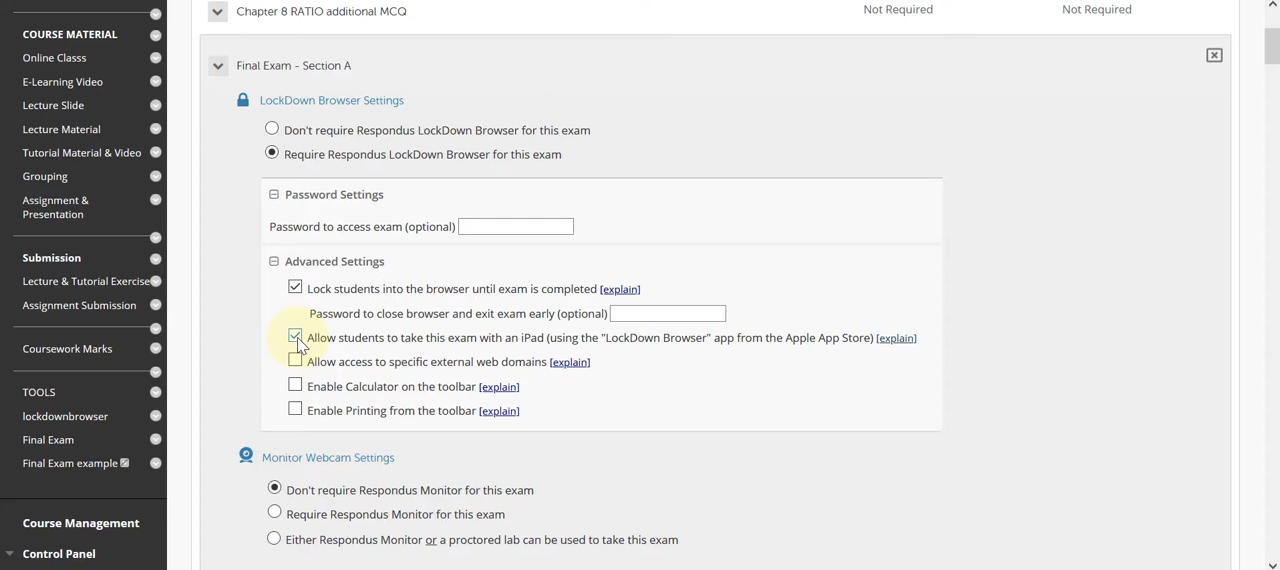 Chapter 8 RATIO additional MCQ
Not Required
Not Required
COURSE MATERIAL
Online Classs
E-Learning Video
Lecture Slide
Lecture Material
Tutorial Material & Video
Grouping
Assignment &
Presentation
Submission
Lecture & Tutorial Exercise
Assignment Submission
Coursework Marks
TOOLS
lockdownbrowser
Final Exam
Final Exam example
Course Management
Control Panel
Final Exam - Section A
LockDown Browser Settings
Don't require Respondus LockDown Browser for this exam
Require Respondus LockDown Browser for this exam
Password Settings
Password to access exam (optional)
Advanced Settings
Lock students into the browser until exam is completed [explain]
Password to close browser and exit exam early (optional)
Allow students to take this exam with an iPad (using the "LockDown Browser" app from the Apple App Store) [explain]
Allow access to specific external web domains [explain]
Enable Calculator on the toolbar [explain]
Enable Printing from the toolbar [explain]
Monitor Webcam Settings
Don't require Respondus Monitor for this exam
Require Respondus Monitor for this exam
Either Respondus Monitor or a proctored lab can be used to take this exam